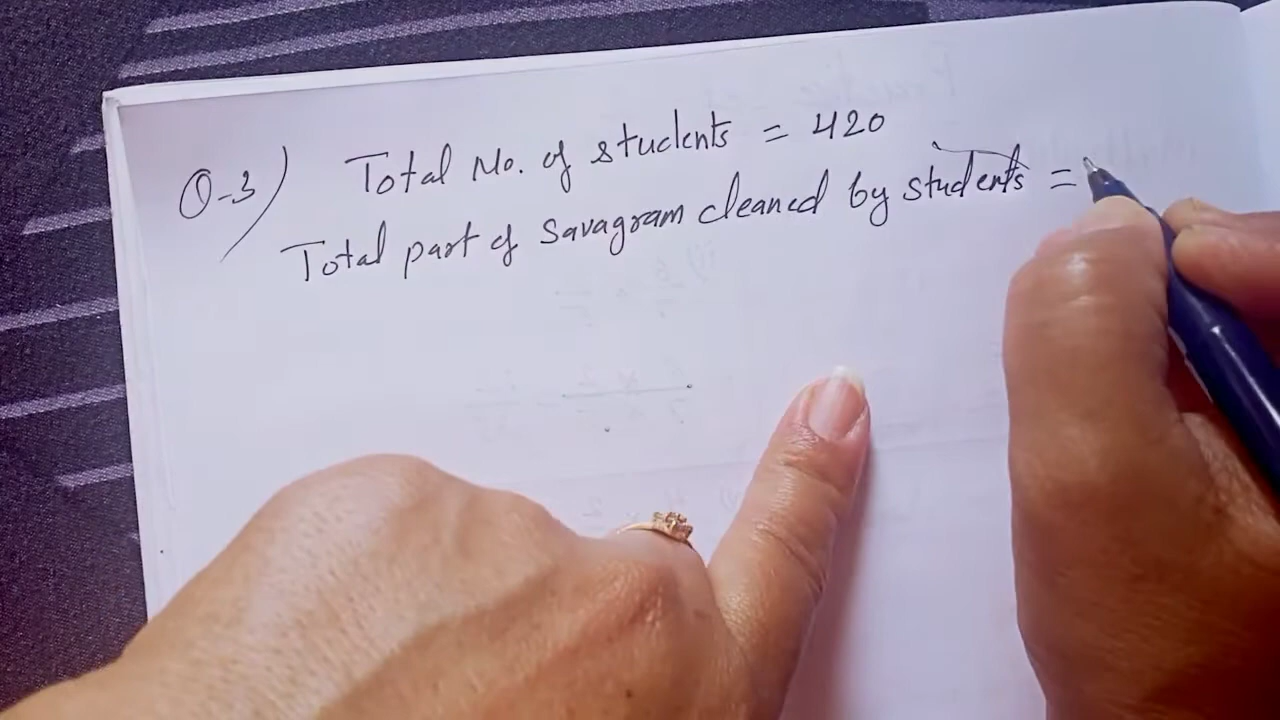 Q-3) Total No. of students = 420
Total part of Savagram cleaned by students =